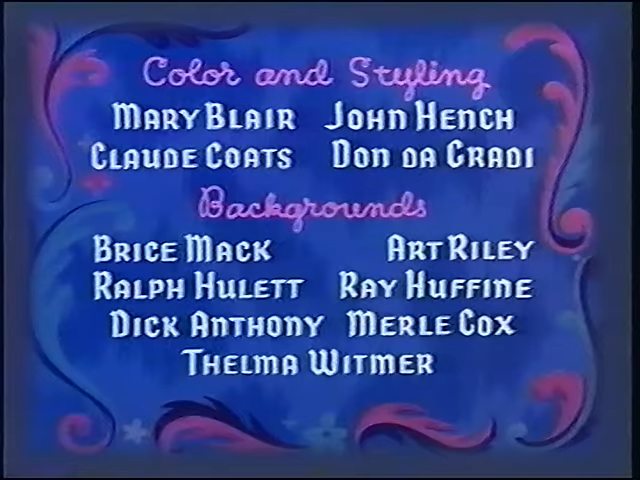 Color and Styling
Mary Blair John Hench
Claude Coats Don da Gradi
Backgrounds
Brice Mack Art Riley
Ralph Hulett Ray Huffine
Dick Anthony Merle Cox
Thelma Witmer